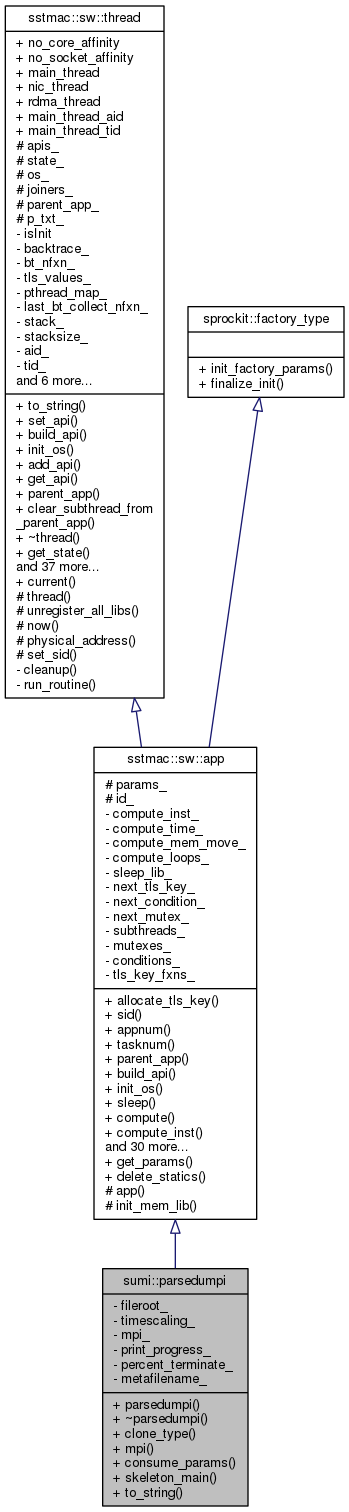 sstmac::sw::thread
+ no_core_affinity
+ no_socket_affinity
+ main_thread
+ nic_thread
+ rdma_thread
+ main_thread_aid
+ main_thread_tid
# apis_
# state_
# os_
# joiners_
# parent_app_
# p_txt_
- isInit
- backtrace_
- bt_nfxn_
- tls_values_
- pthread_map_
- last_bt_collect_nfxn_
- stack_
- stacksize_
- aid_
- tid_
and 6 more...
+ to_string()
+ set_api()
+ build_api()
+ init_os()
+ add_api()
+ get_api()
+ parent_app()
+ clear_subthread_from
_parent_app()
+ ~thread()
+ get_state()
and 37 more...
+ current()
# thread()
# unregister_all_libs()
# now()
# physical_address()
# set_sid()
- cleanup()
- run_routine()
sprockit::factory_type
+ init_factory_params()
+ finalize_init()
sstmac::sw::app
# params_
# id_
- compute_inst_
- compute_time_
- compute_mem_move_
- compute_loops_
- sleep_lib_
- next_tls_key_
- next_condition_
- next_mutex_
- subthreads_
- mutexes_
- conditions_
- tls_key_fxns_
+ allocate_tls_key()
+ sid()
+ appnum()
+ tasknum()
+ parent_app()
+ build_api()
+ init_os()
+ sleep()
+ compute()
+ compute_inst()
and 30 more...
+ get_params()
+ delete_statics()
# app()
# init_mem_lib()
sumi::parsedumpi
- fileroot_
- timescaling_
- mpi_
- print_progress_
- percent_terminate_
- metafilename_
+ parsedumpi()
+ ~parsedumpi()
+ clone_type()
+ mpi()
+ consume_params()
+ skeleton_main()
+ to_string()